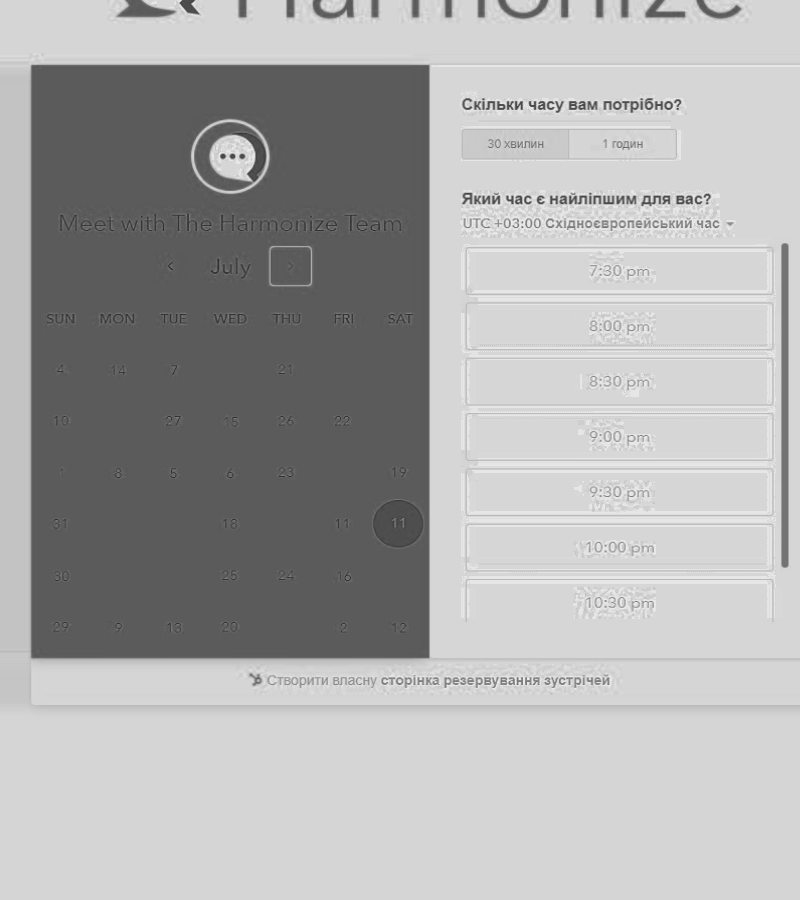 Harmonize
Meet with The Harmonize Team
‹ July ›
SUN MON TUE WED THU FRI SAT
4 14 7 21
10 27 15 26 22
1 8 5 6 23 19
31 18 11 11
30 25 24 16
29 9 13 20 2 12
Скільки часу вам потрібно?
30 хвилин 1 годин
Який час є найліпшим для вас?
UTC +03:00 Східноєвропейський час
7:30 pm
8:00 pm
8:30 pm
9:00 pm
9:30 pm
10:00 pm
10:30 pm
Створити власну сторінка резервування зустрічей